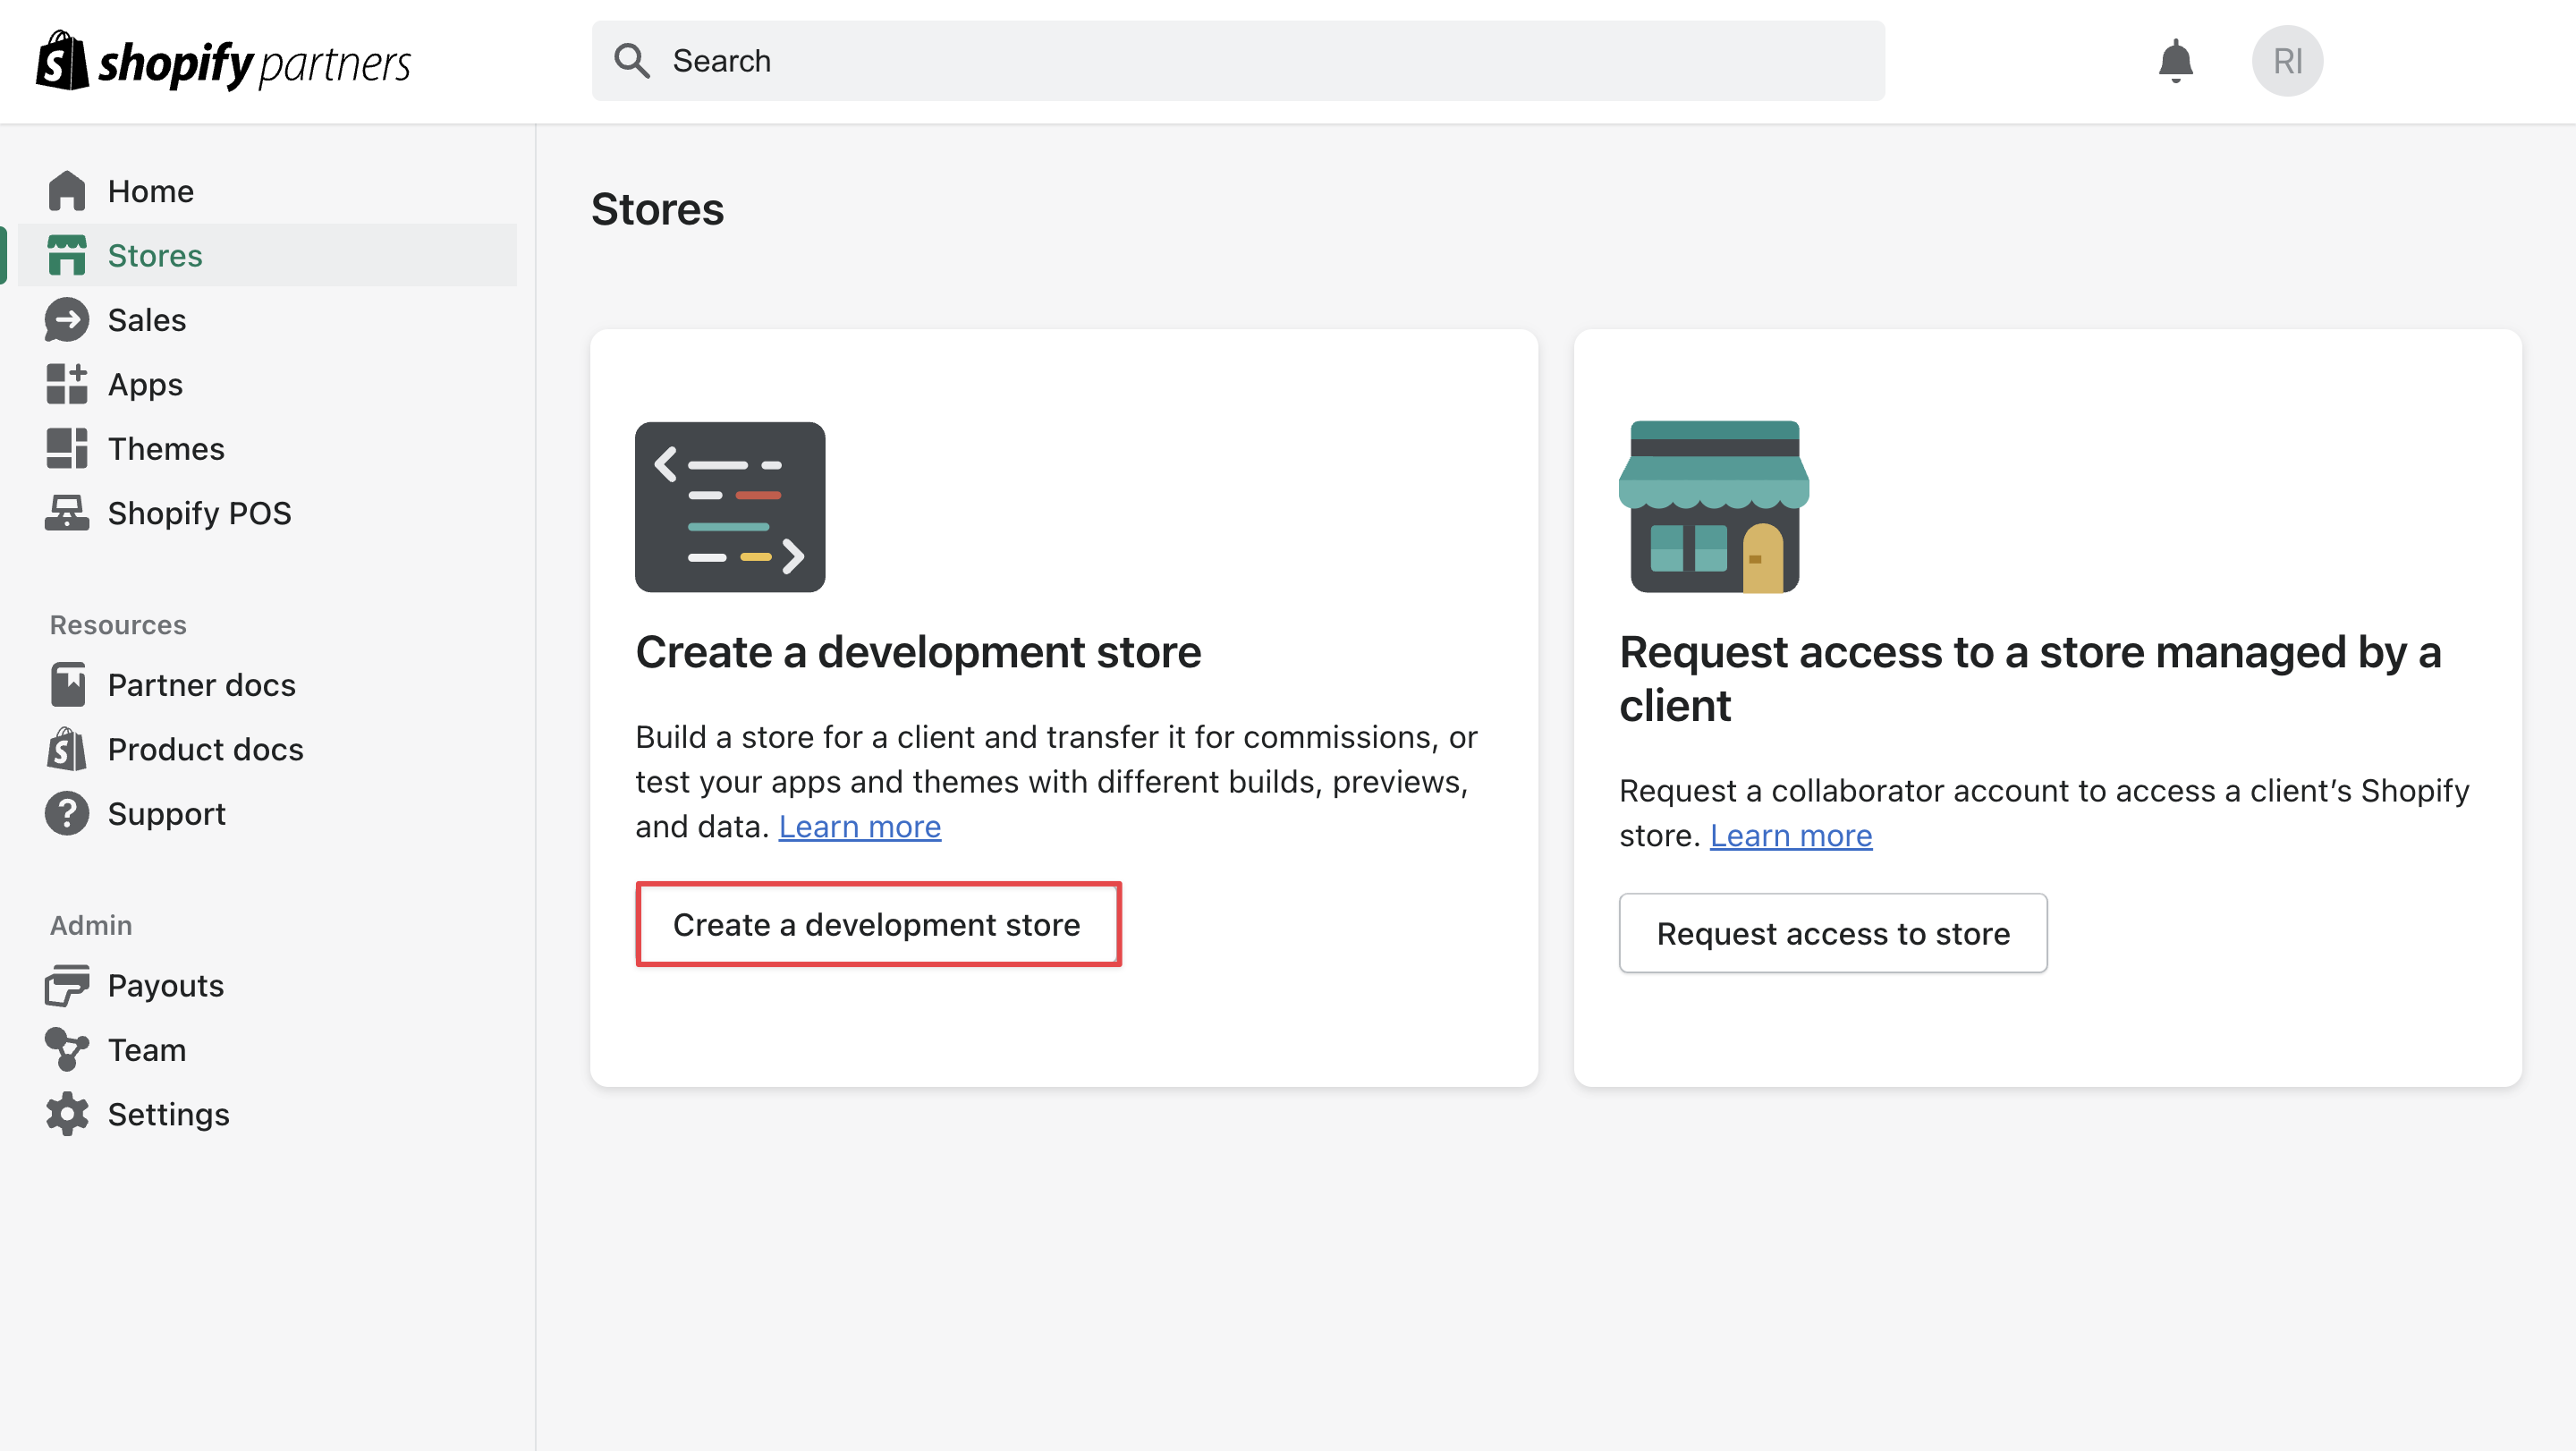 shopify partners
Search
RI
Home
Stores
Sales
Apps
Themes
Shopify POS
Resources
Partner docs
Product docs
Support
Admin
Payouts
Team
Settings
Stores
Create a development store
Build a store for a client and transfer it for commissions, or
test your apps and themes with different builds, previews,
and data. Learn more
Create a development store
Request access to a store managed by a
client
Request a collaborator account to access a client’s Shopify
store. Learn more
Request access to store